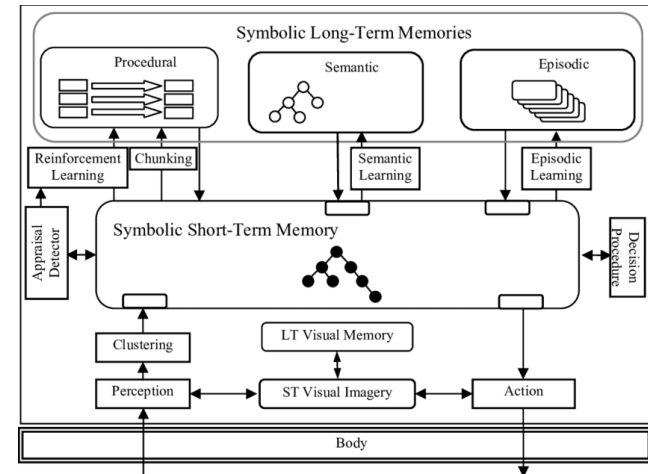 Symbolic Long-Term Memories
Procedural
Semantic
Episodic
Reinforcement
Learning
Chunking
Semantic
Learning
Episodic
Learning
Appraisal
Detector
Symbolic Short-Term Memory
Decision
Procedure
Clustering
LT Visual Memory
Perception
ST Visual Imagery
Action
Body